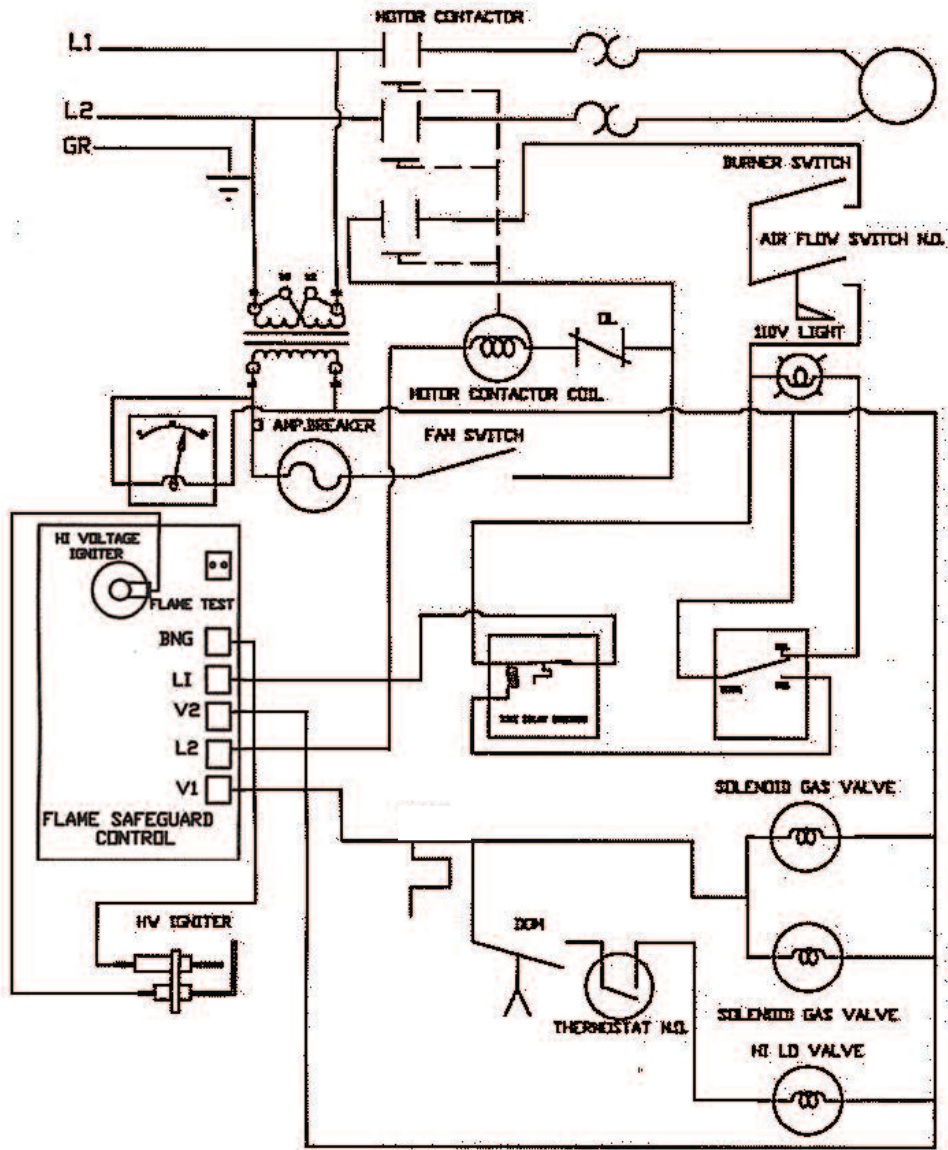 MOTOR CONTACTOR
L1
L2
GR
BURNER SWITCH
AIR FLOW SWITCH N.O.
110V LIGHT
OL
MOTOR CONTACTOR COIL
3 AMP.BREAKER
FAN SWITCH
HI VOLTAGE
IGNITER
FLAME TEST
BNG
LI
V2
L2
V1
FLAME SAFEGUARD
CONTROL
SOLENOID GAS VALVE
HW IGNITER
THERMOSTAT N.O.
SOLENOID GAS VALVE
HI LO VALVE